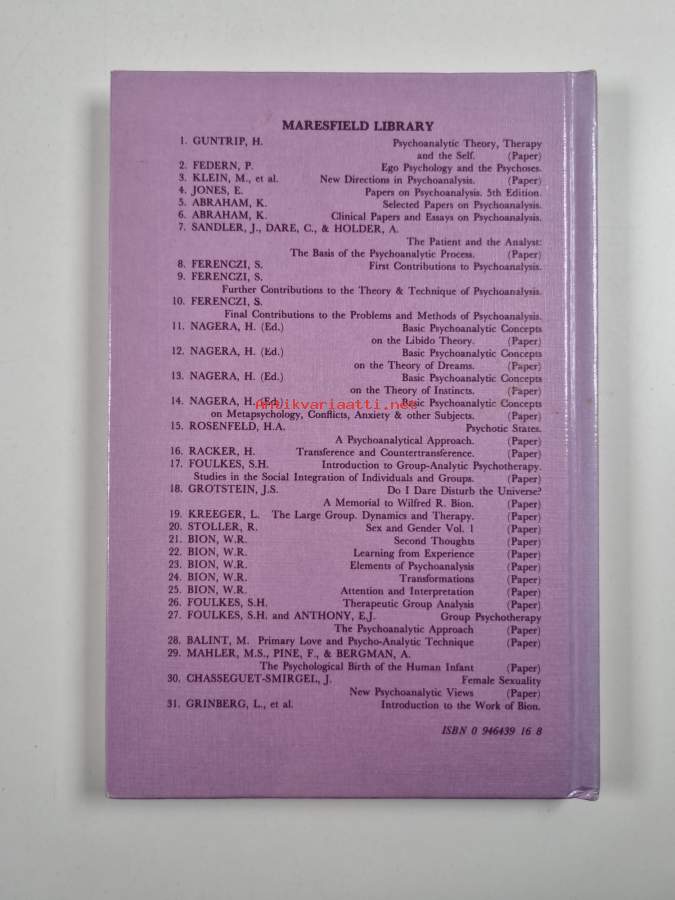 MARESFIELD LIBRARY
1. GUNTRIP, H. Psychoanalytic Theory, Therapy
and the Self. (Paper)
2. FEDERN, P. Ego Psychology and the Psychoses.
3. KLEIN, M., et al. New Directions in Psychoanalysis. (Paper)
4. JONES, E. Papers on Psychoanalysis. 5th Edition.
5. ABRAHAM, K. Selected Papers on Psychoanalysis.
6. ABRAHAM, K. Clinical Papers and Essays on Psychoanalysis.
7. SANDLER, J., DARE, C., & HOLDER, A.
The Patient and the Analyst:
The Basis of the Psychoanalytic Process. (Paper)
8. FERENCZI, S. First Contributions to Psychoanalysis.
9. FERENCZI, S.
Further Contributions to the Theory & Technique of Psychoanalysis.
10. FERENCZI, S.
Final Contributions to the Problems and Methods of Psychoanalysis.
11. NAGERA, H. (Ed.) Basic Psychoanalytic Concepts
on the Libido Theory. (Paper)
12. NAGERA, H. (Ed.) Basic Psychoanalytic Concepts
on the Theory of Dreams. (Paper)
13. NAGERA, H. (Ed.) Basic Psychoanalytic Concepts
on the Theory of Instincts. (Paper)
14. NAGERA, H. (Ed.) Basic Psychoanalytic Concepts
Antikvariaatti.net
on Metapsychology, Conflicts, Anxiety & other Subjects. (Paper)
15. ROSENFELD, H.A. Psychotic States.
A Psychoanalytical Approach. (Paper)
16. RACKER, H. Transference and Countertransference. (Paper)
17. FOULKES, S.H. Introduction to Group-Analytic Psychotherapy.
Studies in the Social Integration of Individuals and Groups. (Paper)
18. GROTSTEIN, J.S. Do I Dare Disturb the Universe?
A Memorial to Wilfred R. Bion. (Paper)
19. KREEGER, L. The Large Group. Dynamics and Therapy. (Paper)
20. STOLLER, R. Sex and Gender Vol. 1 (Paper)
21. BION, W.R. Second Thoughts (Paper)
22. BION, W.R. Learning from Experience (Paper)
23. BION, W.R. Elements of Psychoanalysis (Paper)
24. BION, W.R. Transformations (Paper)
25. BION, W.R. Attention and Interpretation (Paper)
26. FOULKES, S.H. Therapeutic Group Analysis (Paper)
27. FOULKES, S.H. and ANTHONY, E.J. Group Psychotherapy
The Psychoanalytic Approach (Paper)
28. BALINT, M. Primary Love and Psycho-Analytic Technique (Paper)
29. MAHLER, M.S., PINE, F., & BERGMAN, A.
The Psychological Birth of the Human Infant (Paper)
30. CHASSEGUET-SMIRGEL, J. Female Sexuality
New Psychoanalytic Views (Paper)
31. GRINBERG, L., et al. Introduction to the Work of Bion.
ISBN 0 946439 16 8